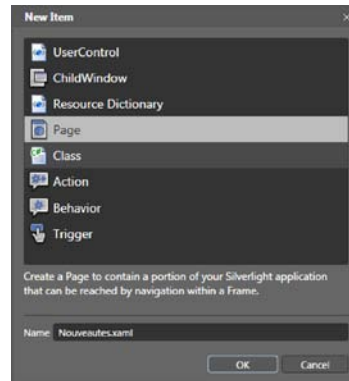 New Item
UserControl
ChildWindow
Resource Dictionary
Page
Class
Action
Behavior
Trigger
Create a Page to contain a portion of your Silverlight application
that can be reached by navigation within a Frame.
Name Nouveautes.xaml
OK Cancel